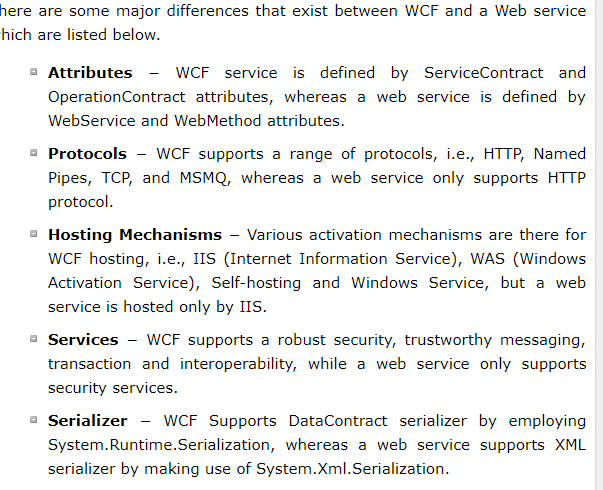 here are some major differences that exist between WCF and a Web service
hich are listed below.
Attributes – WCF service is defined by ServiceContract and
OperationContract attributes, whereas a web service is defined by
WebService and WebMethod attributes.
Protocols – WCF supports a range of protocols, i.e., HTTP, Named
Pipes, TCP, and MSMQ, whereas a web service only supports HTTP
protocol.
Hosting Mechanisms – Various activation mechanisms are there for
WCF hosting, i.e., IIS (Internet Information Service), WAS (Windows
Activation Service), Self-hosting and Windows Service, but a web
service is hosted only by IIS.
Services – WCF supports a robust security, trustworthy messaging,
transaction and interoperability, while a web service only supports
security services.
Serializer – WCF Supports DataContract serializer by employing
System.Runtime.Serialization, whereas a web service supports XML
serializer by making use of System.Xml.Serialization.